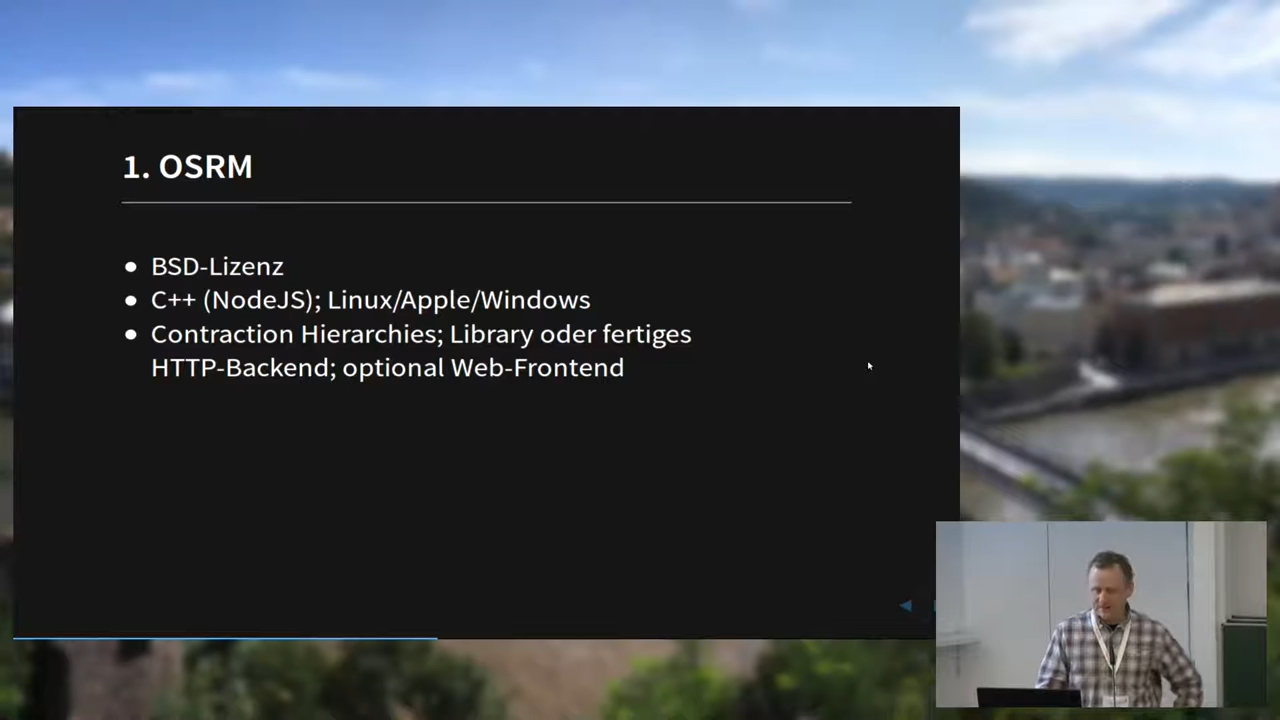 1. OSRM
● BSD-Lizenz
● C++ (NodeJS); Linux/Apple/Windows
● Contraction Hierarchies; Library oder fertiges
HTTP-Backend; optional Web-Frontend